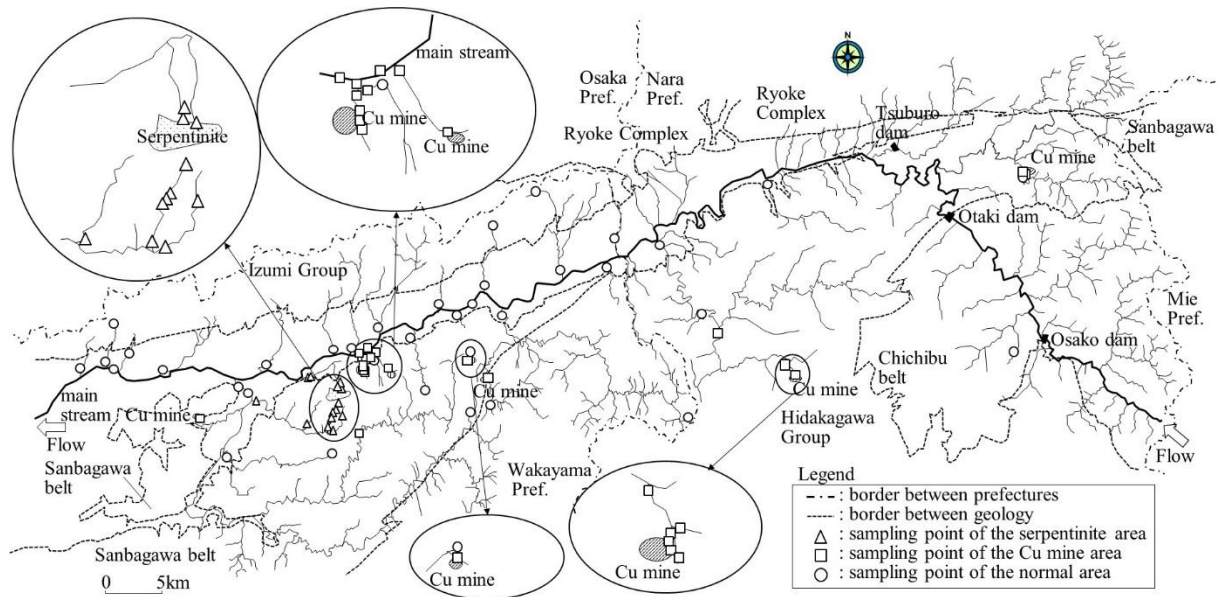 N
main stream
Osaka
Pref.
Nara
Pref.
Ryoke
Complex
Tsuburo
dam
Ryoke Complex
Sanbagawa
belt
Serpentinite
Cu mine
Cu mine
Cu mine
Otaki dam
Izumi Group
Mie
Pref.
Osako dam
Chichibu
belt
Cu mine
Cu mine
Hidakagawa
Group
main
stream
Cu mine
Flow
Flow
Sanbagawa
belt
Wakayama
Pref.
Sanbagawa belt
0 5km
Cu mine
Cu mine
Legend
: border between prefectures
: border between geology
: sampling point of the serpentinite area
: sampling point of the Cu mine area
: sampling point of the normal area